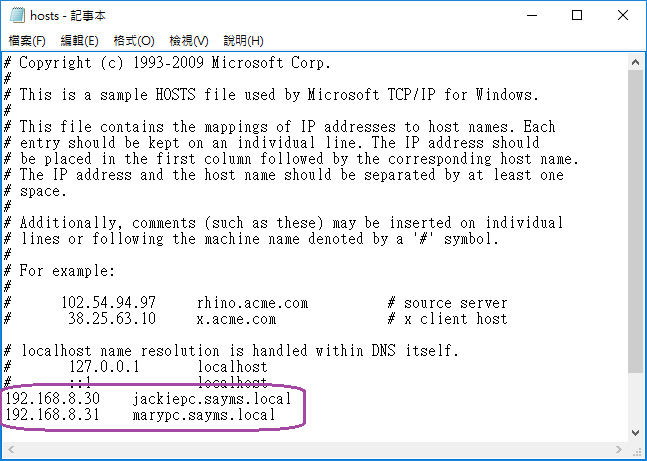 hosts - 記事本
檔案(F) 編輯(E) 格式(O) 檢視(V) 說明(H)
# Copyright (c) 1993-2009 Microsoft Corp.
#
# This is a sample HOSTS file used by Microsoft TCP/IP for Windows.
#
# This file contains the mappings of IP addresses to host names. Each
# entry should be kept on an individual line. The IP address should
# be placed in the first column followed by the corresponding host name.
# The IP address and the host name should be separated by at least one
# space.
#
# Additionally, comments (such as these) may be inserted on individual
# lines or following the machine name denoted by a '#' symbol.
#
# For example:
#
#      102.54.94.97     rhino.acme.com          # source server
#       38.25.63.10     x.acme.com              # x client host

# localhost name resolution is handled within DNS itself.
#       127.0.0.1       localhost
#       ::1             localhost
192.168.8.30    jackiepc.sayms.local
192.168.8.31    marypc.sayms.local